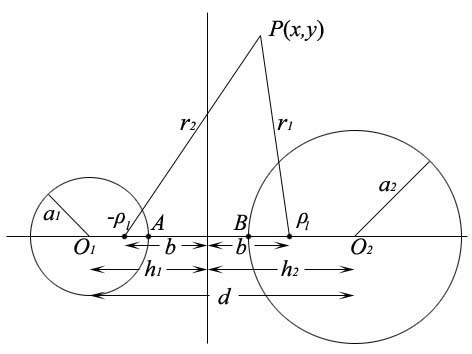 P(x,y)
r₂ r₁
a₁ -ρₗ A B ρₗ a₂
O₁ b b O₂
h₁ h₂
d